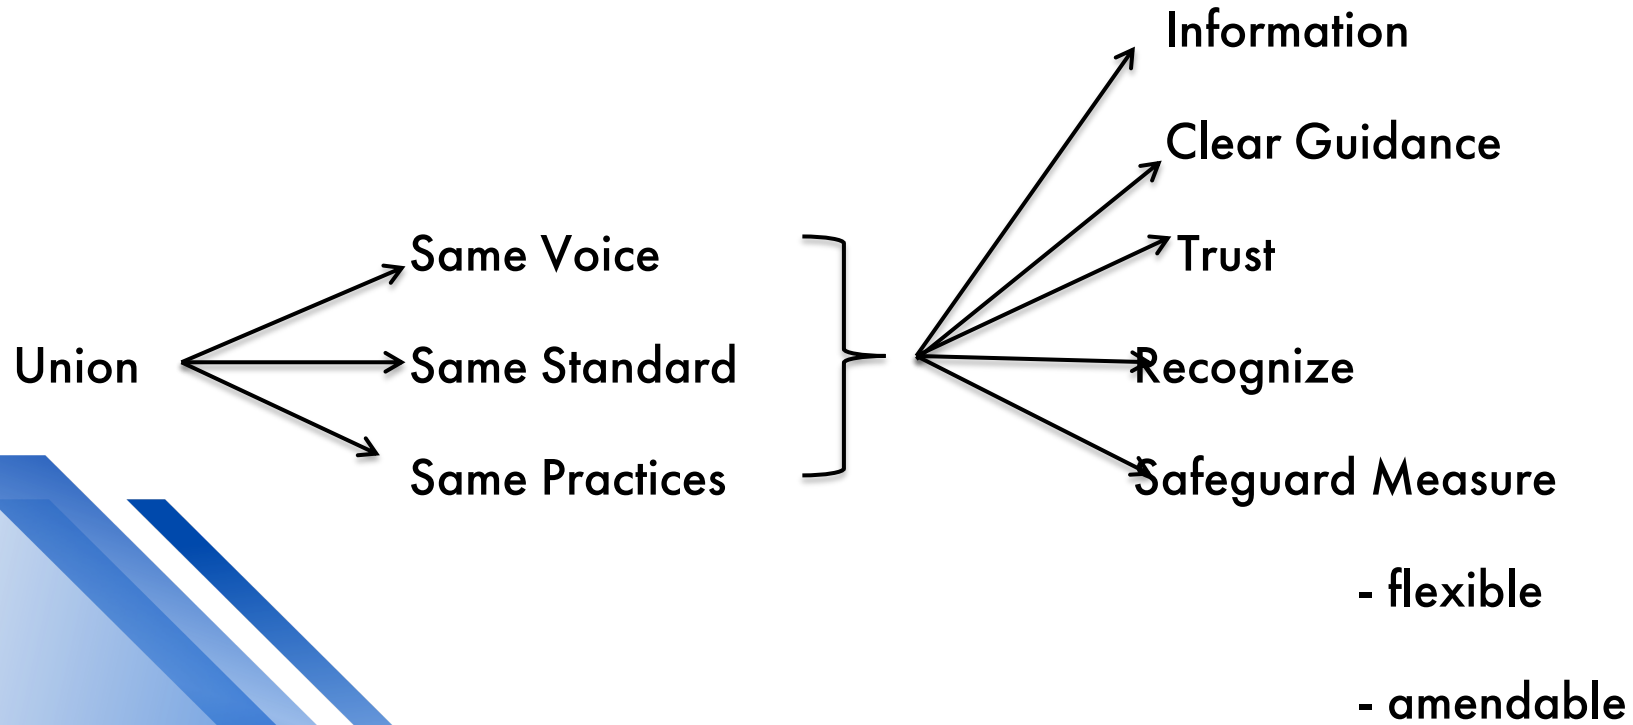 Information
Clear Guidance
Same Voice
Trust
Union
Same Standard
Recognize
Same Practices
Safeguard Measure
- flexible
- amendable